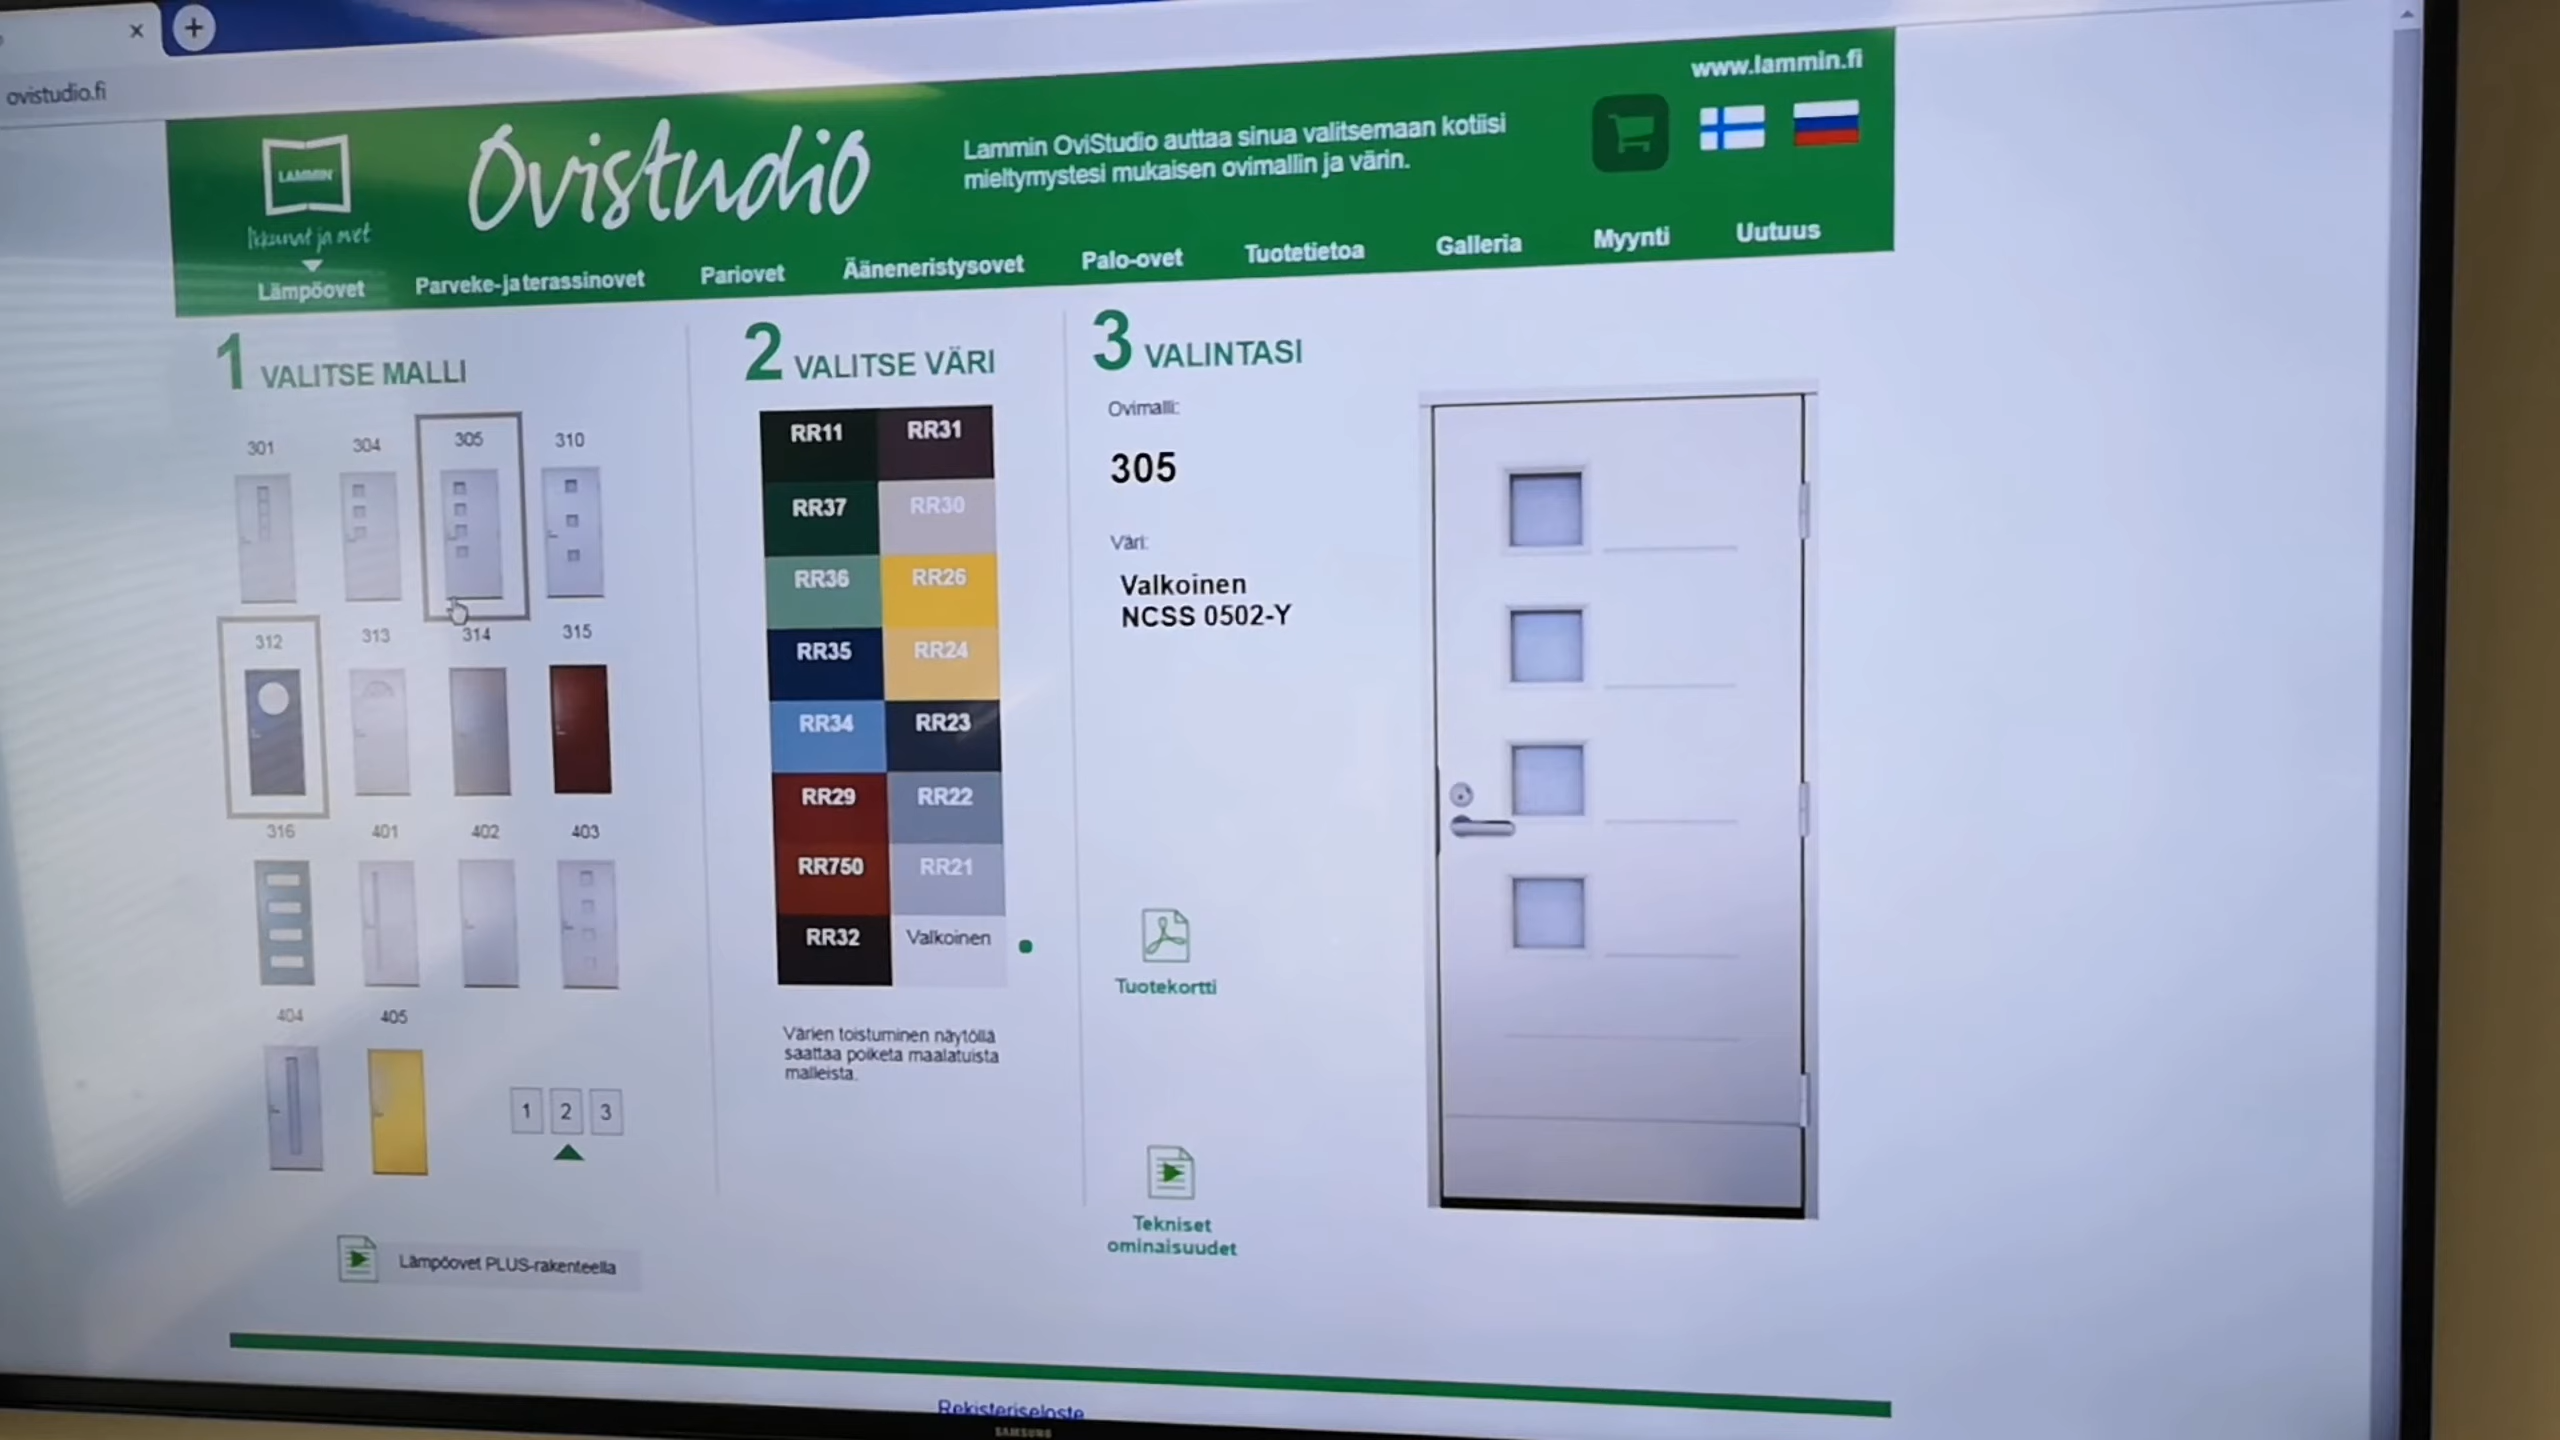 ovistudio.fi
www.lammin.fi
LAMMIN
Ikkunat ja ovet
Ovistudio
Lammin OviStudio auttaa sinua valitsemaan kotiisi
mieltymystesi mukaisen ovimallin ja värin.
Lämpöovet
Parveke-ja terassinovet
Pariovet
Ääneneristysovet
Palo-ovet
Tuotetietoa
Galleria
Myynti
Uutuus
1 VALITSE MALLI
301 304 305 310
312 313 314 315
316 401 402 403
404 405
1 2 3
Lämpöovet PLUS-rakenteella
2 VALITSE VÄRI
RR11 RR31
RR37 RR30
RR36 RR26
RR35 RR24
RR34 RR23
RR29 RR22
RR750 RR21
RR32 Valkoinen
Värien toistuminen näytöllä
saattaa poiketa maalatuista
malleista.
3 VALINTASI
Ovimalli:
305
Väri:
Valkoinen
NCSS 0502-Y
Tuotekortti
Tekniset
ominaisuudet
Rekisteriseloste
SAMSUNG